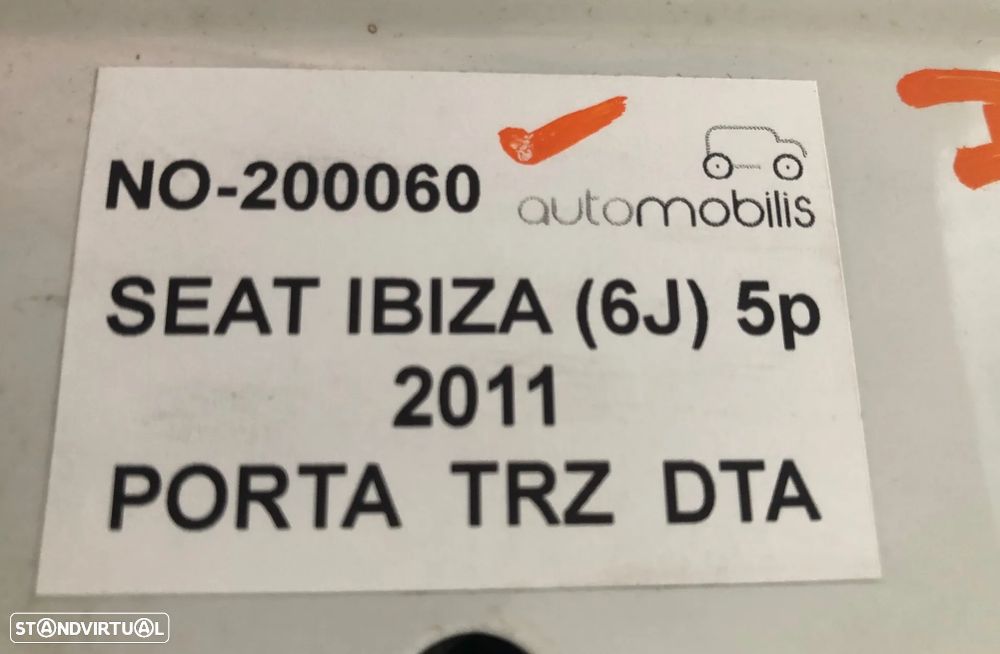 NO-200060
automobilis
SEAT IBIZA (6J) 5p
2011
PORTA TRZ DTA
STANDVIRTUAL